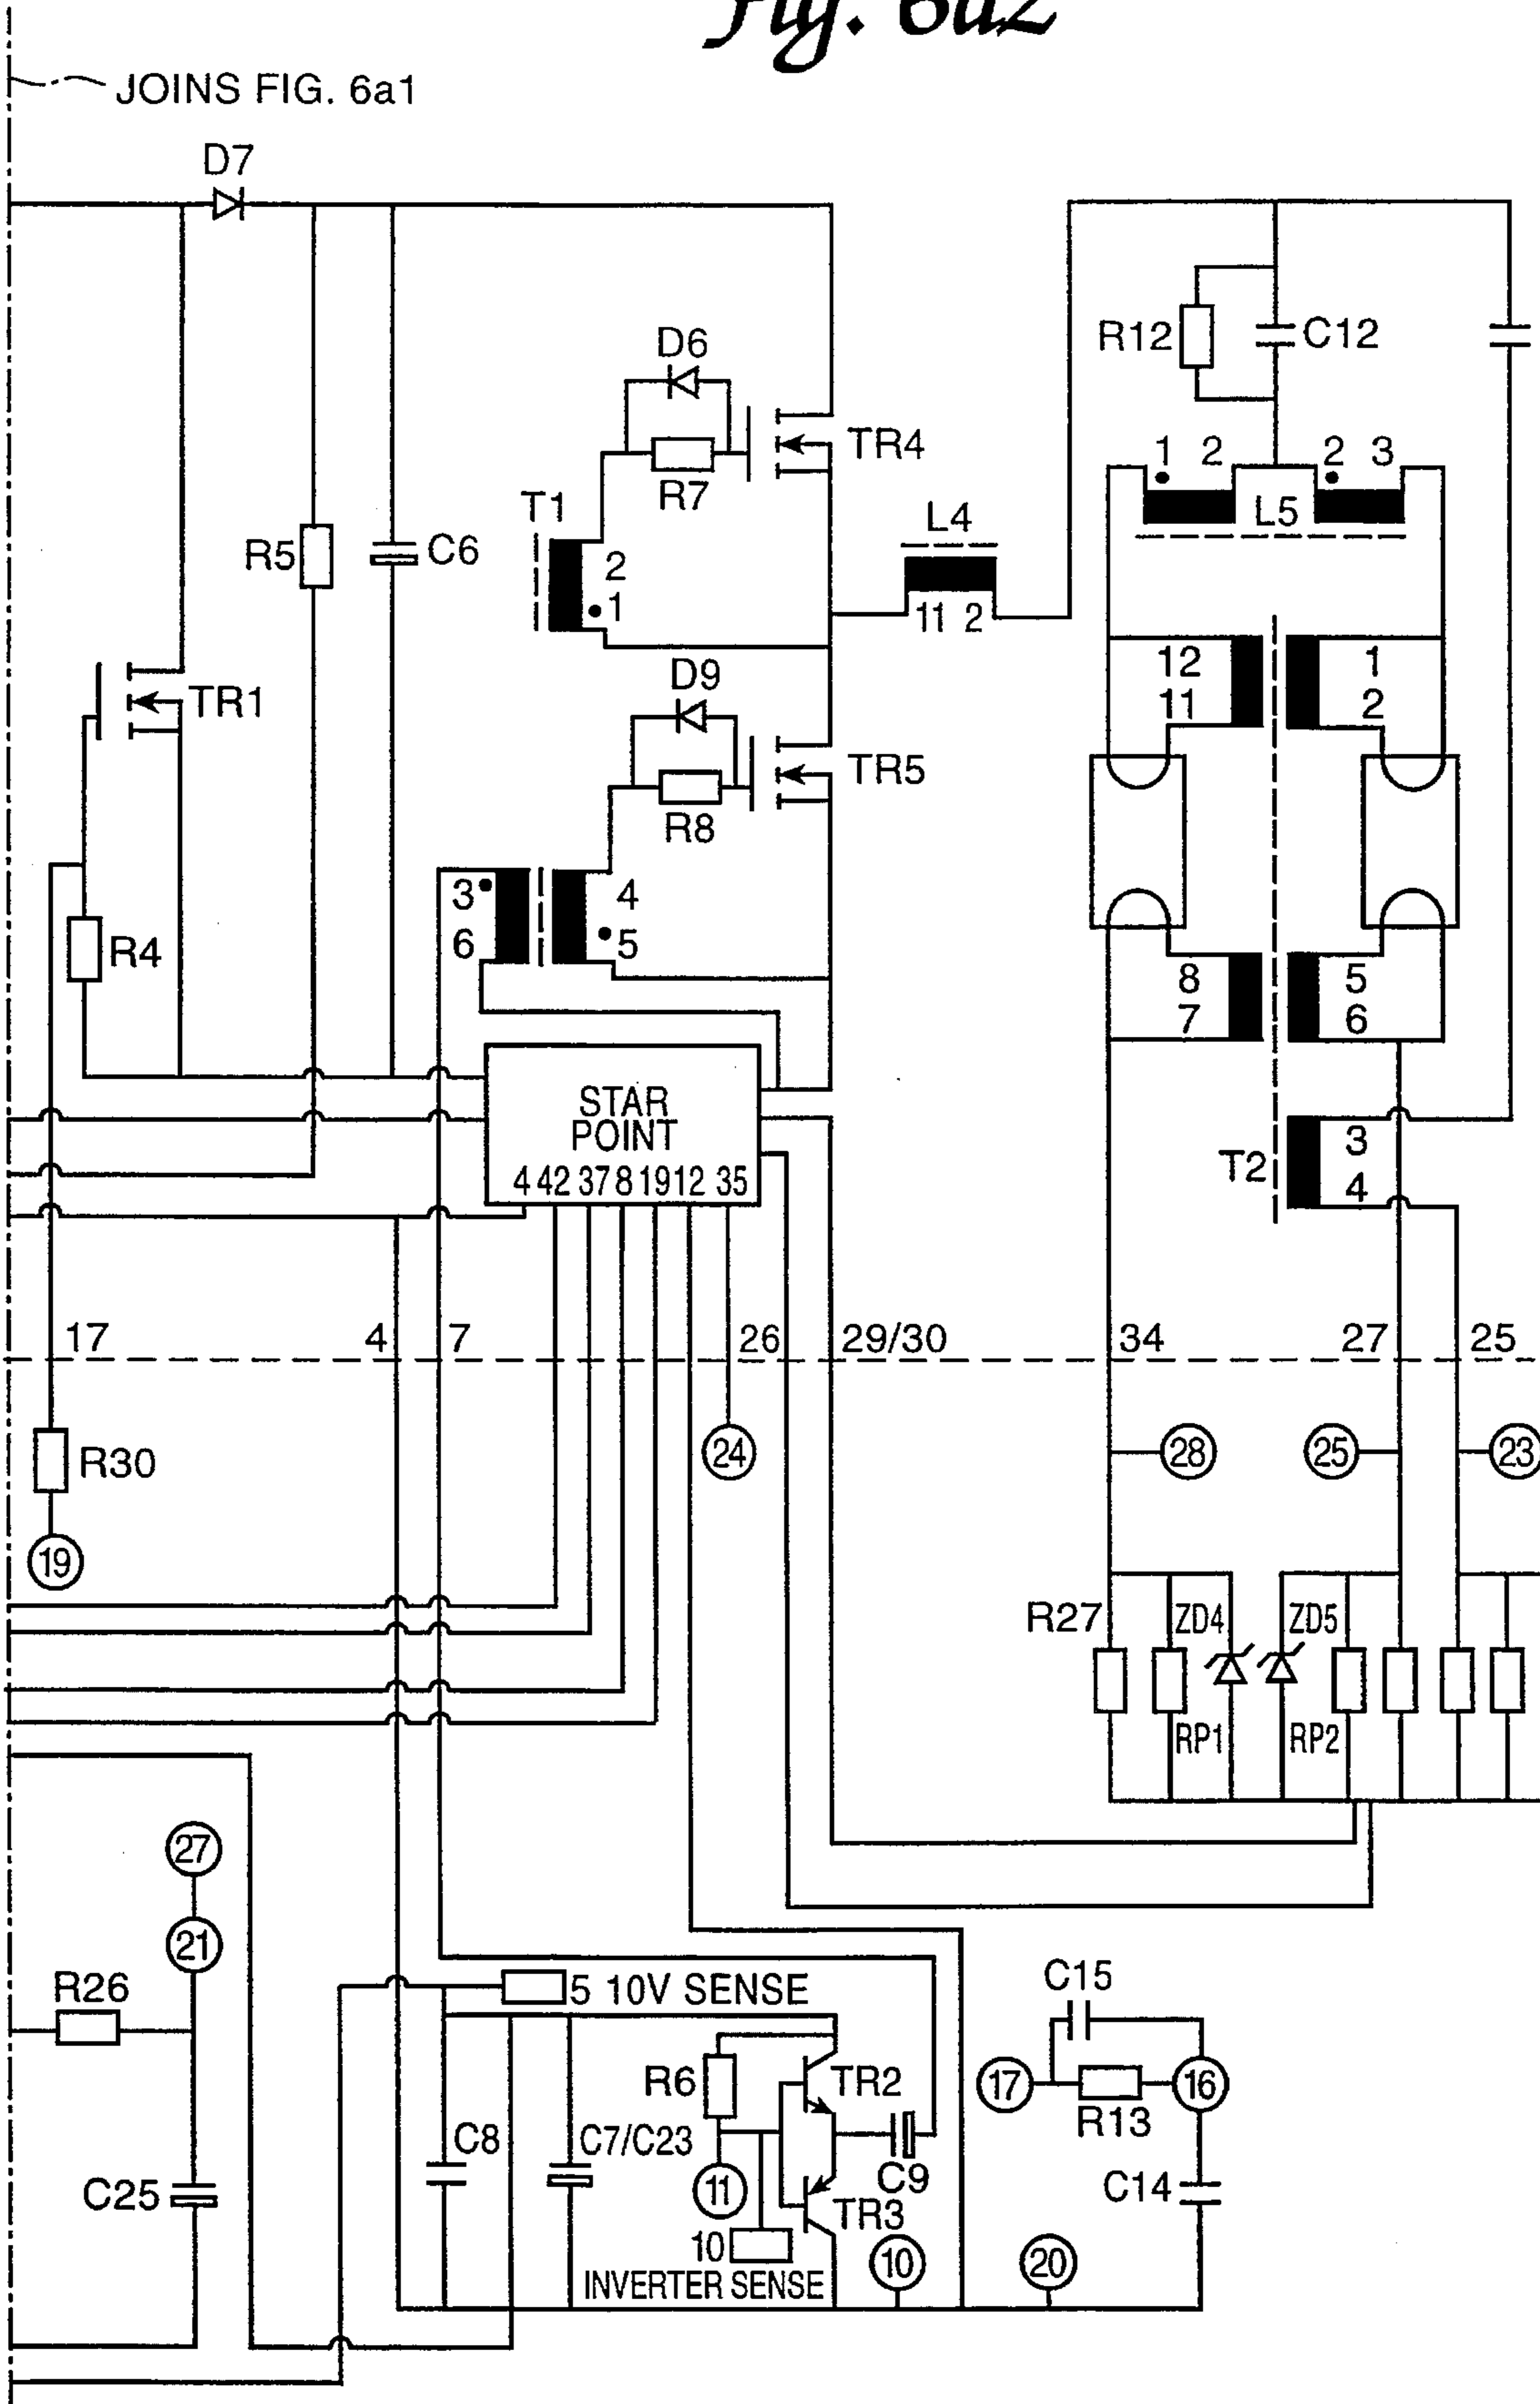 Fig. 6a2
JOINS FIG. 6a1
D7
D6
R12
C12
TR4
1 2 2 3
R7
T1
L4
L5
R5
C6
2
1
11 2
D9
12
11
1
2
TR1
TR5
R8
3
6
4
5
R4
8
7
5
6
STAR
POINT
4 42 37 8 19 12 35
T2
3
4
17
4
7
26
29/30
34
27
25
R30
24
28
25
23
19
R27
ZD4
ZD5
RP1
RP2
27
21
R26
5 10V SENSE
C15
R6
TR2
17
16
R13
C8
C7/C23
C9
11
C25
C14
TR3
10
10
20
INVERTER SENSE